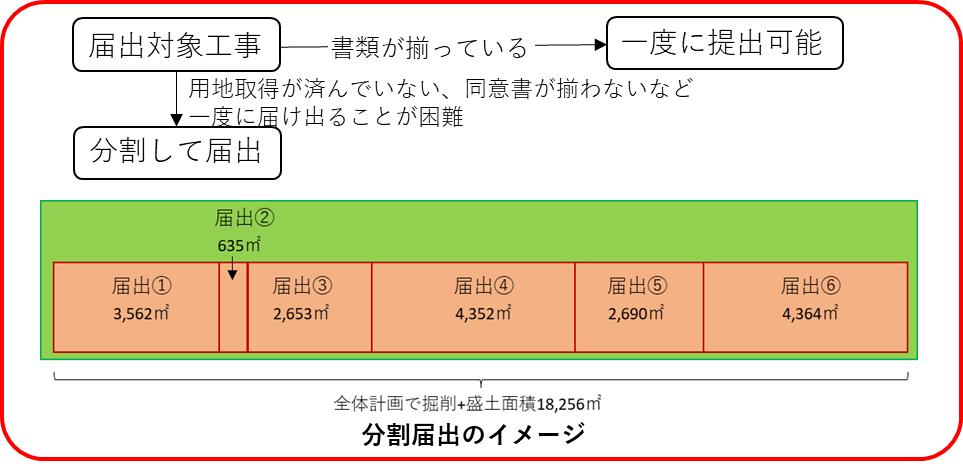 届出対象工事
書類が揃っている
一度に提出可能
用地取得が済んでいない、同意書が揃わないなど
一度に届け出ることが困難
分割して届出
届出②
635㎡
届出①
3,562㎡
届出③
2,653㎡
届出④
4,352㎡
届出⑤
2,690㎡
届出⑥
4,364㎡
全体計画で掘削+盛土面積18,256㎡
分割届出のイメージ